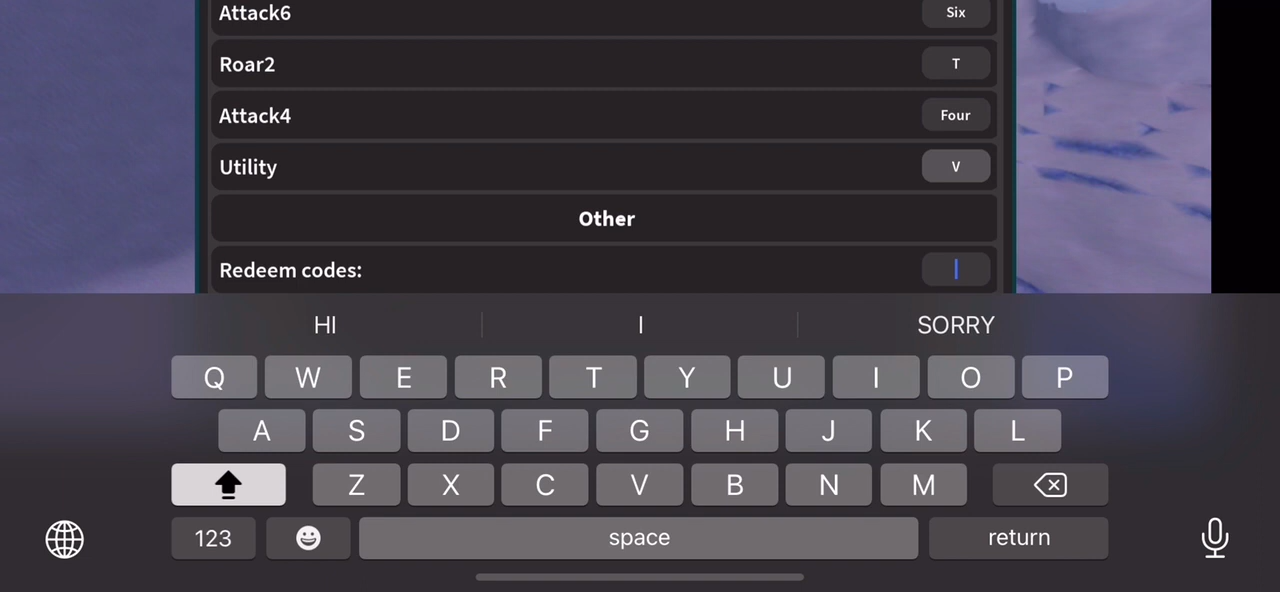 Attack6 Six
Roar2 T
Attack4 Four
Utility V
Other
Redeem codes:
HI I SORRY
Q W E R T Y U I O P
A S D F G H J K L
Z X C V B N M
123 space return